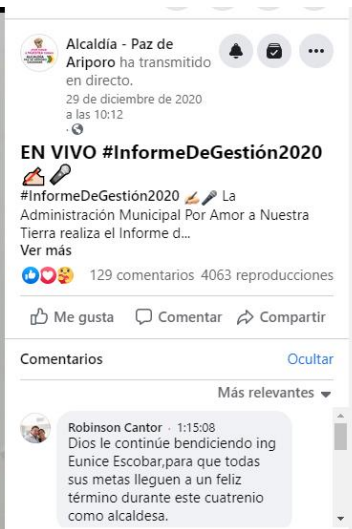 Alcaldía - Paz de
Ariporo ha transmitido
en directo.
29 de diciembre de 2020
a las 10:12
EN VIVO #InformeDeGestión2020
✍🏼🎤
#InformeDeGestión2020 ✍🏼🎤 La
Administración Municipal Por Amor a Nuestra
Tierra realiza el Informe d...
Ver más
129 comentarios 4063 reproducciones
Me gusta Comentar Compartir
Comentarios Ocultar
Más relevantes
Robinson Cantor · 1:15:08
Dios le continúe bendiciendo ing
Eunice Escobar,para que todas
sus metas lleguen a un feliz
término durante este cuatrenio
como alcaldesa.